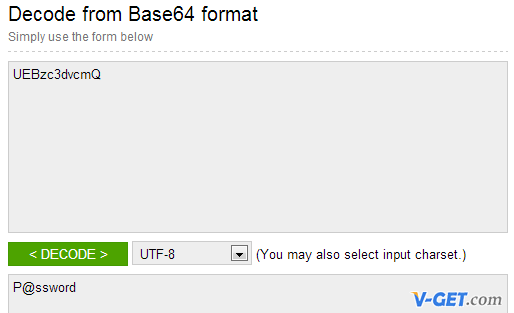 Decode from Base64 format
Simply use the form below
UEBzc3dvcmQ
< DECODE > UTF-8 (You may also select input charset.)
P@ssword
V-GET.com